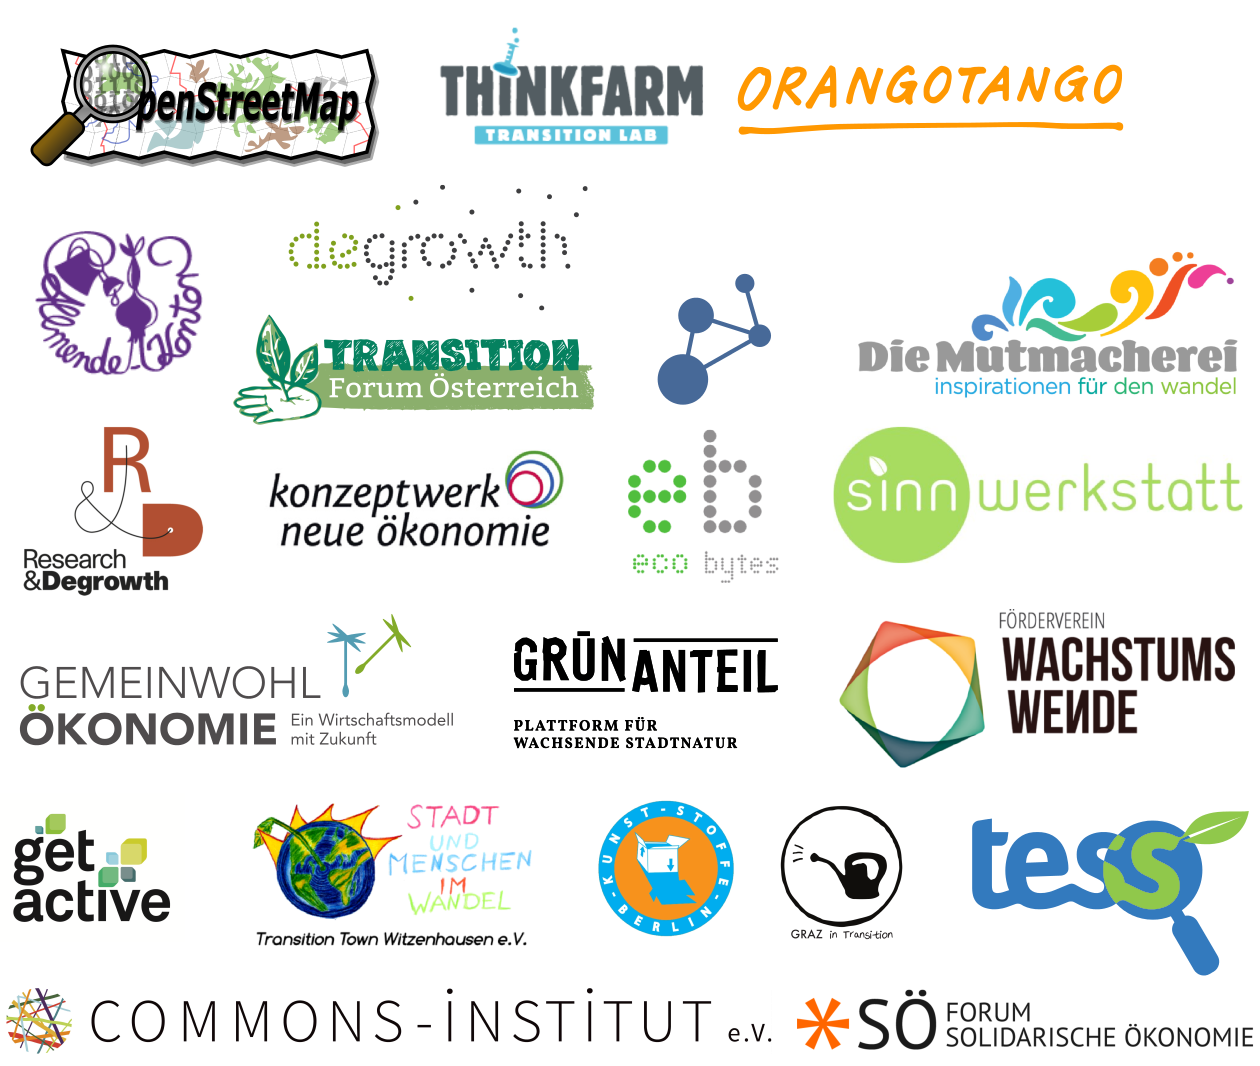 penStreetMap
THINKFARM
TRANSITION LAB
ORANGOTANGO
degrowth
Allmende-Kontor
TRANSITION
Forum Österreich
Die Mutmacherei
inspirationen für den wandel
R
&D
Research
&Degrowth
konzeptwerk
neue ökonomie
eb
eco bytes
sinnwerkstatt
GEMEINWOHL
ÖKONOMIE
Ein Wirtschaftsmodell
mit Zukunft
GRÜNANTEIL
PLATTFORM FÜR
WACHSENDE STADTNATUR
FÖRDERVEREIN
WACHSTUMS
WENDE
get
active
STADT
UND
MENSCHEN
IM
WANDEL
Transition Town Witzenhausen e.V.
KUNST-STOFFE
-BERLIN-
GRAZ in Transition
tess
COMMONS-INSTITUT e.V.
SÖ
FORUM
SOLIDARISCHE ÖKONOMIE